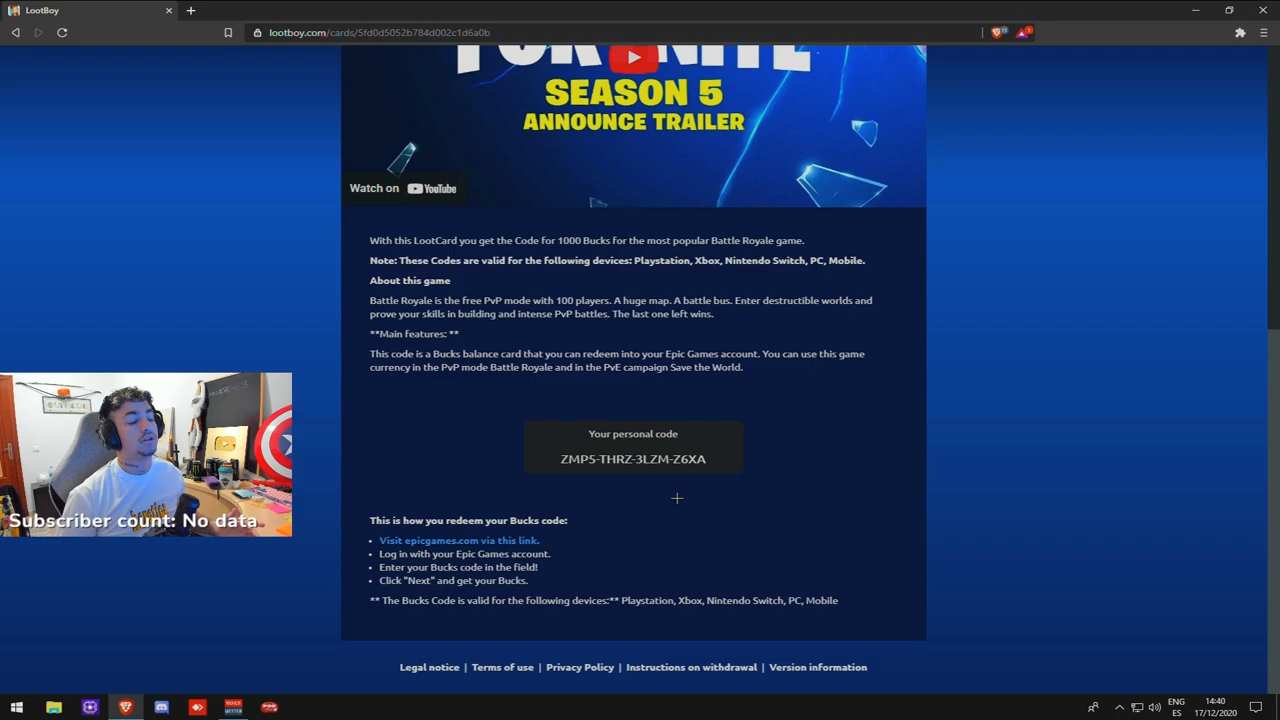 LootBoy
lootboy.com/cards/5fd0d5052b784d002c1d6a0b
FORTNITE
SEASON 5
ANNOUNCE TRAILER
Watch on YouTube
With this LootCard you get the Code for 1000 Bucks for the most popular Battle Royale game.
Note: These Codes are valid for the following devices: Playstation, Xbox, Nintendo Switch, PC, Mobile.
About this game
Battle Royale is the free PvP mode with 100 players. A huge map. A battle bus. Enter destructible worlds and
prove your skills in building and intense PvP battles. The last one left wins.
**Main features: **
This code is a Bucks balance card that you can redeem into your Epic Games account. You can use this game
currency in the PvP mode Battle Royale and in the PvE campaign Save the World.
Your personal code
ZMP5-THRZ-3LZM-Z6XA
Subscriber count: No data
This is how you redeem your Bucks code:
• Visit epicgames.com via this link.
• Log in with your Epic Games account.
• Enter your Bucks code in the field!
• Click "Next" and get your Bucks.
** The Bucks Code is valid for the following devices:** Playstation, Xbox, Nintendo Switch, PC, Mobile
Legal notice | Terms of use | Privacy Policy | Instructions on withdrawal | Version information
ENG
ES
14:40
17/12/2020